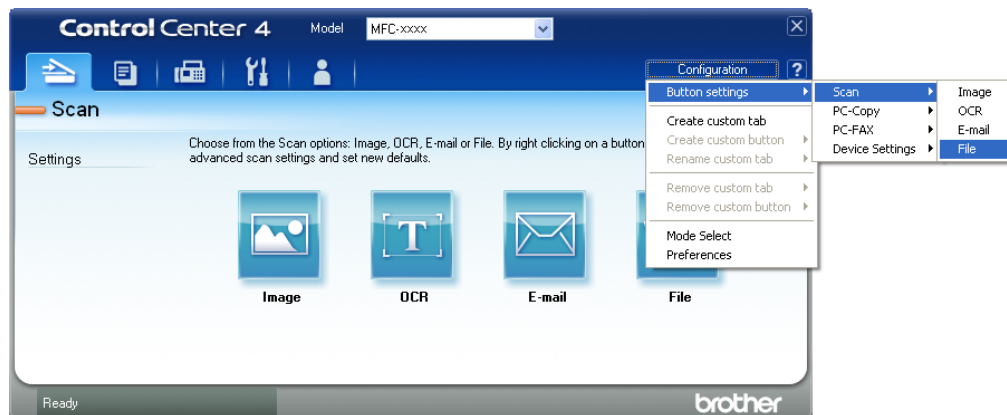 Control Center 4 Model MFC-xxxx
Configuration ?
Scan
Settings
Choose from the Scan options: Image, OCR, E-mail or File. By right clicking on a button
advanced scan settings and set new defaults.
Image OCR E-mail File
Button settings
Create custom tab
Create custom button
Rename custom tab
Remove custom tab
Remove custom button
Mode Select
Preferences
Scan
PC-Copy
PC-FAX
Device Settings
Image
OCR
E-mail
File
Ready
brother